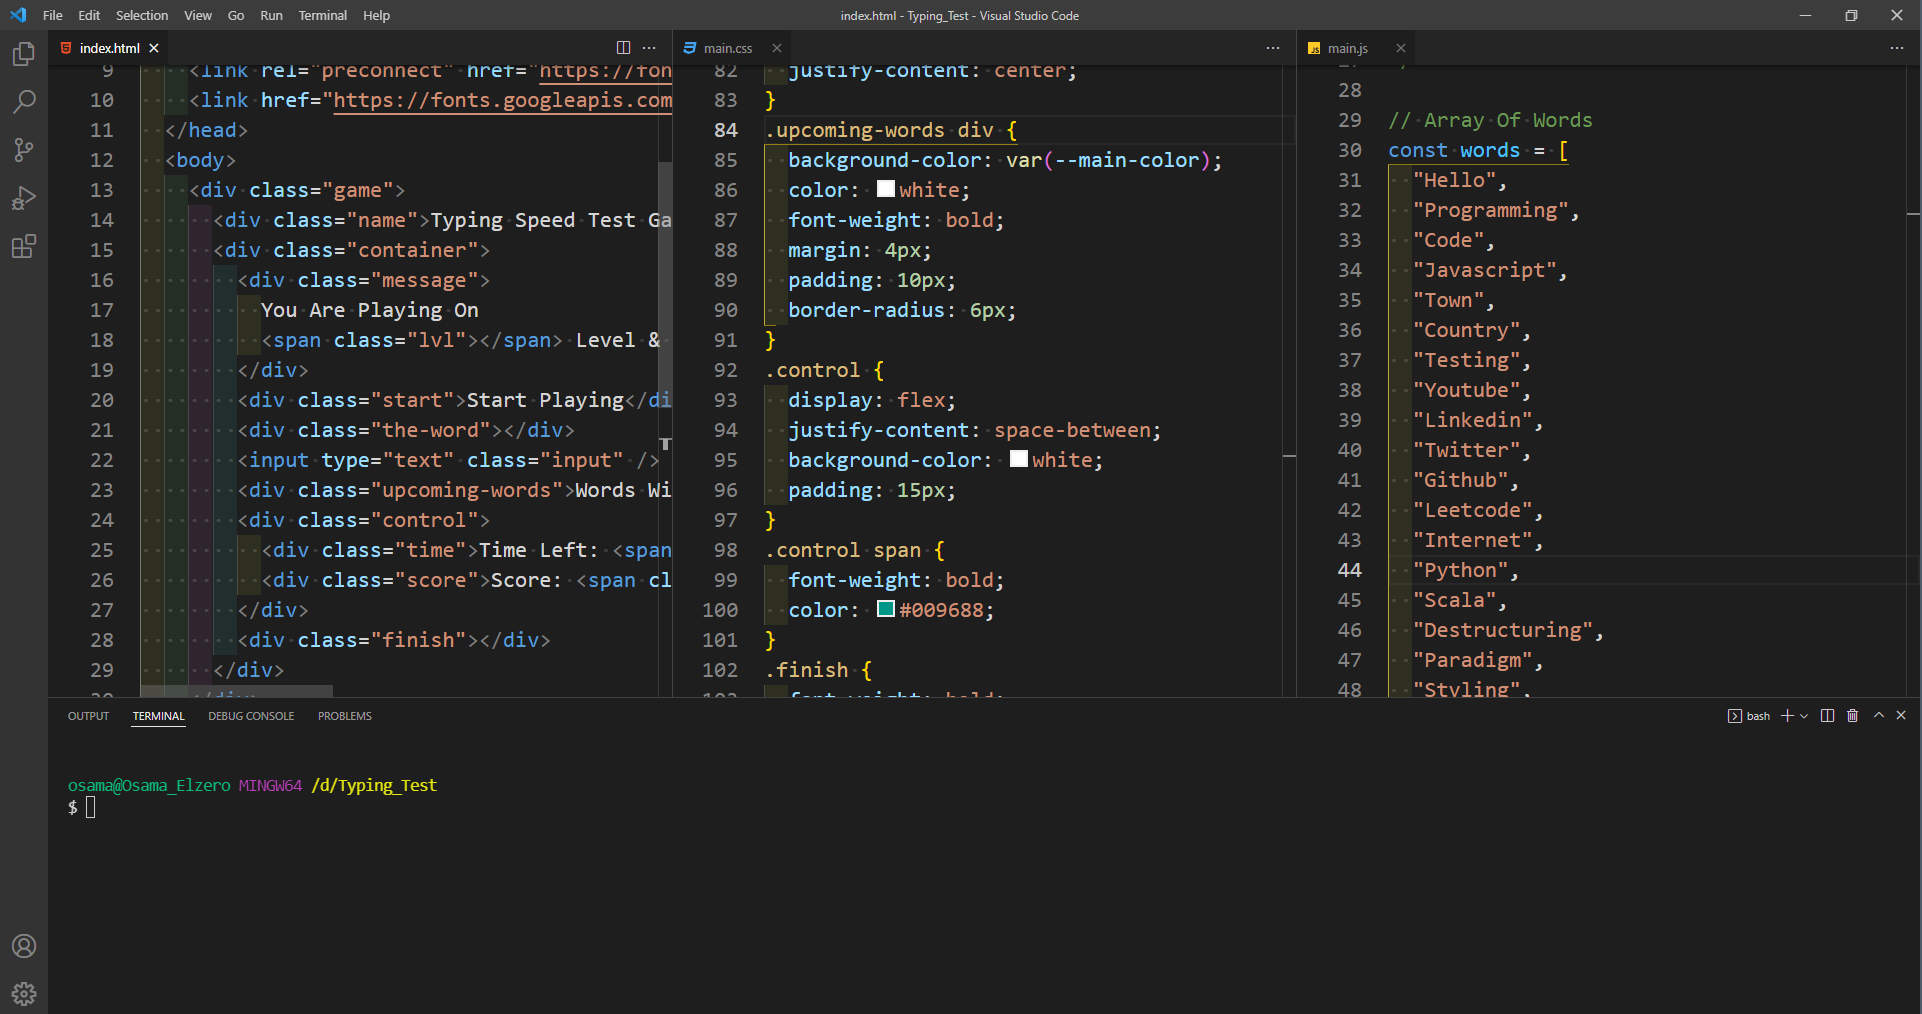 File Edit Selection View Go Run Terminal Help
index.html - Typing_Test - Visual Studio Code
index.html
9 <link rel="preconnect" href="https://fon
10 <link href="https://fonts.googleapis.com
11 </head>
12 <body>
13 <div class="game">
14 <div class="name">Typing Speed Test Ga
15 <div class="container">
16 <div class="message">
17 You Are Playing On
18 <span class="lvl"></span> Level &
19 </div>
20 <div class="start">Start Playing</di
21 <div class="the-word"></div>
22 <input type="text" class="input" />
23 <div class="upcoming-words">Words Wi
24 <div class="control">
25 <div class="time">Time Left: <span
26 <div class="score">Score: <span cl
27 </div>
28 <div class="finish"></div>
29 </div>
30 </div>
main.css
82 justify-content: center;
83 }
84 .upcoming-words div {
85 background-color: var(--main-color);
86 color: white;
87 font-weight: bold;
88 margin: 4px;
89 padding: 10px;
90 border-radius: 6px;
91 }
92 .control {
93 display: flex;
94 justify-content: space-between;
95 background-color: white;
96 padding: 15px;
97 }
98 .control span {
99 font-weight: bold;
100 color: #009688;
101 }
102 .finish {
103 font-weight: bold;
main.js
28
29 // Array Of Words
30 const words = [
31 "Hello",
32 "Programming",
33 "Code",
34 "Javascript",
35 "Town",
36 "Country",
37 "Testing",
38 "Youtube",
39 "Linkedin",
40 "Twitter",
41 "Github",
42 "Leetcode",
43 "Internet",
44 "Python",
45 "Scala",
46 "Destructuring",
47 "Paradigm",
48 "Styling",
OUTPUT TERMINAL DEBUG CONSOLE PROBLEMS
bash
osama@Osama_Elzero MINGW64 /d/Typing_Test
$